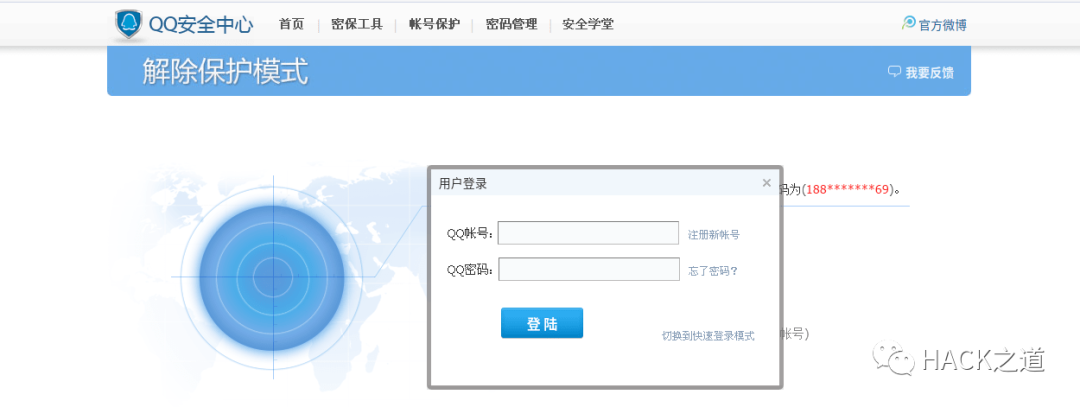 QQ安全中心 首页 密保工具 帐号保护 密码管理 安全学堂 官方微博
解除保护模式 我要反馈
用户登录
码为(188*******69)。
QQ帐号: 注册新帐号
QQ密码: 忘了密码?
登 陆
切换到快速登录模式 帐号)
HACK之道